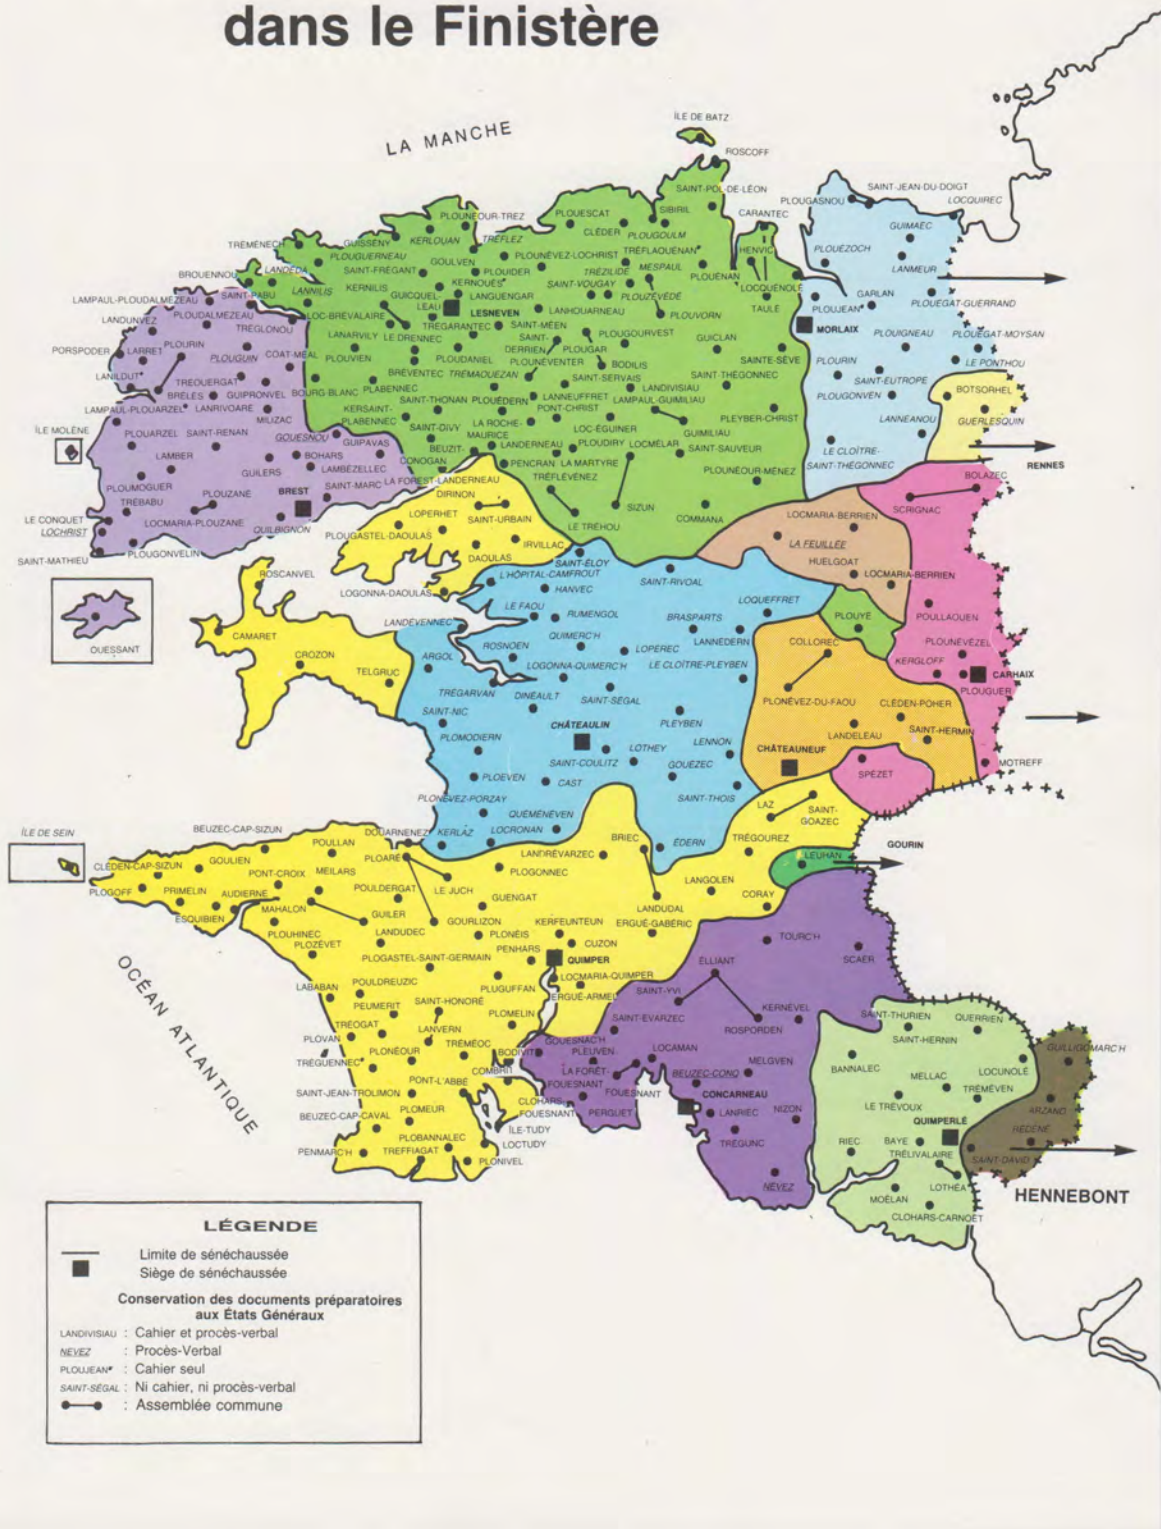 dans le Finistère
LA MANCHE
ÎLE DE BATZ
ROSCOFF
SAINT-POL-DE-LÉON
SAINT-JEAN-DU-DOIGT
PLOUGASNOU
LOCQUIREC
PLOUNÉOUR-TREZ
PLOUESCAT
SIBIRIL
CARANTEC
GUIMAËC
GUISSÉNY
KERLOUAN
TRÉFLEZ
CLÉDER
PLOUGOULM
TRÉMÉNECH
PLOUGUERNEAU
GOULVEN
PLOUNÉVEZ-LOCHRIST
TRÉFLAOUÉNAN*
HENVIC
PLOUÉZOCH
LANMEUR
BROUENNOU
LANDÉDA
SAINT-FRÉGANT
PLOUIDER
TRÉZILIDÉ
MESPAUL
PLOUÉNAN
LANNILIS
KERNILIS
KERNOUËS*
SAINT-VOUGAY
LOCQUÉNOLÉ
LAMPAUL-PLOUDALMÉZEAU
SAINT-PABU
GUICQUEL-
LEAU
LANGUENGAR
PLOUZÉVÉDÉ
GARLAN
PLOUÉGAT-GUERRAND
PLOUDALMÉZEAU
LOC-BRÉVALAIRE
LESNEVEN
LANHOUARNEAU
PLOUVORN
TAULÉ
PLOUJEAN*
LANDUNVEZ
TRÉGLONOU
TRÉGARANTEC
SAINT-MÉEN
PLOUGOURVEST
MORLAIX
PLOUIGNEAU
PLOUÉGAT-MOYSAN
PLOURIN
LANARVILY
LE DRENNEC
SAINT-
DERRIEN
PLOUGAR
GUICLAN
PORSPODER
LARRET
PLOUGUIN
COAT-MÉAL
PLOUVIEN
PLOUDANIEL
PLOUNÉVENTER
BODILIS
SAINTE-SÈVE
PLOURIN
LE PONTHOU
LANILDUT*
TRÉOUERGAT
BRÉVENTEC
TRÉMAOUÉZAN
SAINT-SERVAIS
SAINT-THÉGONNEC
SAINT-EUTROPE
BOTSORHEL
BRÉLÈS
GUIPRONVEL
BOURG-BLANC
PLABENNEC
LANDIVISIAU
PLOUGONVEN
LAMPAUL-PLOUARZEL*
LANRIVOARÉ
MILIZAC
KERSAINT-
PLABENNEC
SAINT-THONAN
PLOUÉDERN
LANNEUFFRET
LAMPAUL-GUIMILIAU
PLEYBER-CHRIST
LANNÉANOU
GUERLESQUIN
ÎLE MOLÈNE
PLOUARZEL
SAINT-RENAN
GOUESNOU
GUIPAVAS
SAINT-DIVY
LA ROCHE-
MAURICE
PONT-CHRIST
LOC-ÉGUINER
GUIMILIAU
LE CLOÎTRE-
SAINT-THÉGONNEC
LAMBER
GUILERS
BOHARS
LAMBÉZELLEC
BEUZIT-
CONOGAN
LANDERNEAU
PLOUDIRY
LOCMÉLAR
SAINT-SAUVEUR
RENNES
PLOUMOGUER
PLOUZANÉ
BREST
SAINT-MARC
LA FOREST-LANDERNEAU
PENCRAN
LA MARTYRE
PLOUNÉOUR-MÉNEZ
BOLAZEC
TRÉBABU
DIRINON
TRÉFLÉVÉNEZ
SCRIGNAC
LE CONQUET
LOCHRIST
LOCMARIA-PLOUZANÉ
QUILBIGNON
LOPERHET
SAINT-URBAIN
SIZUN
COMMANA
LOCMARIA-BERRIEN
SAINT-MATHIEU
PLOUGONVELIN
PLOUGASTEL-DAOULAS
IRVILLAC
LE TRÉHOU
LA FEUILLÉE
DAOULAS
SAINT-ÉLOY
HUELGOAT
ROSCANVEL
LOGONNA-DAOULAS
L'HÔPITAL-CAMFROUT
HANVEC
SAINT-RIVOAL
LOCMARIA-BERRIEN
LE FAOU
RUMENGOL
LOQUEFFRET
POULLAOUEN
OUESSANT
CAMARET
LANDÉVENNEC
BRASPARTS
PLOUYÉ
CROZON
ARGOL
ROSNOËN
QUIMERC'H
LOPÉREC
LANNÉDERN
COLLOREC
PLOUNÉVÉZEL
TELGRUC
LOGONNA-QUIMERC'H
LE CLOÎTRE-PLEYBEN
KERGLOFF
CARHAIX
TRÉGARVAN
DINÉAULT
SAINT-SÉGAL
PLONÉVEZ-DU-FAOU
PLOUGUER
SAINT-NIC
PLEYBEN
CLÉDEN-POHER
CHÂTEAULIN
LANDELEAU
SAINT-HERNIN
PLOMODIERN
LOTHEY
LENNON
CHÂTEAUNEUF
SAINT-COULITZ
GOUÉZEC
MOTREFF
PLOÉVEN
CAST
SPÉZET
PLONÉVEZ-PORZAY
SAINT-THOIS
LAZ
SAINT-
GOAZEC
QUÉMÉNÉVEN
ÎLE DE SEIN
BEUZEC-CAP-SIZUN
DOUARNENEZ
KERLAZ
LOCRONAN
BRIEC
ÉDERN
TRÉGOUREZ
GOURIN
POULLAN
PLOARÉ
LANDRÉVARZEC
LEUHAN
CLÉDEN-CAP-SIZUN
GOULIEN
PONT-CROIX
MEILARS
PLOGONNEC
LANGOLEN
PLOGOFF
PRIMELIN
AUDIERNE
POULDERGAT
LE JUCH
GUENGAT
CORAY
ESQUIBIEN
MAHALON
GUILER
GOURLIZON
KERFEUNTEUN
LANDUDAL
ERGUÉ-GABÉRIC
PLOUHINEC
LANDUDEC
PLONÉIS
CUZON
TOURC'H
PLOZÉVET
PENHARS
PLOGASTEL-SAINT-GERMAIN
QUIMPER
ELLIANT
SCAËR
LOCMARIA-QUIMPER
LABABAN
POULDREUZIC
PLUGUFFAN
ERGUÉ-ARMEL
SAINT-YVI
PEUMERIT
SAINT-HONORÉ
KERNÉVEL
SAINT-THURIEN
QUERRIEN
PLOMELIN
SAINT-ÉVARZEC
ROSPORDEN
TRÉOGAT
LANVERN
SAINT-HERNIN
PLOVAN
TRÉMÉOC
GOUESNAC'H
GUILLIGOMARC'H
PLONÉOUR
BODIVIT
PLEUVEN
LOCAMAN
MELGVEN
BANNALEC
TRÉGUENNEC*
COMBRIT
LA FORÊT-
FOUESNANT
BEUZEC-CONQ
MELLAC
LOCUNOLÉ
SAINT-JEAN-TROLIMON
PONT-L'ABBÉ
CLOHARS-
FOUESNANT
FOUESNANT
CONCARNEAU
TRÉMÉVEN
BEUZEC-CAP-CAVAL
PLOMEUR
PERGUET
LANRIEC
NIZON
LE TRÉVOUX
ARZANO
ÎLE-TUDY
QUIMPERLÉ
RÉDÉNÉ
PLOBANNALEC
LOCTUDY
TRÉGUNC
RIEC
BAYE
PENMARC'H
TREFFIAGAT
PLONIVEL
TRÉLIVALAIRE
SAINT-DAVID
NÉVEZ
LOTHÉA
MOËLAN
CLOHARS-CARNOËT
HENNEBONT
OCÉAN ATLANTIQUE
LÉGENDE
Limite de sénéchaussée
Siège de sénéchaussée
Conservation des documents préparatoires
aux États Généraux
LANDIVISIAU : Cahier et procès-verbal
NEVEZ : Procès-Verbal
PLOUJEAN* : Cahier seul
SAINT-SÉGAL : Ni cahier, ni procès-verbal
: Assemblée commune